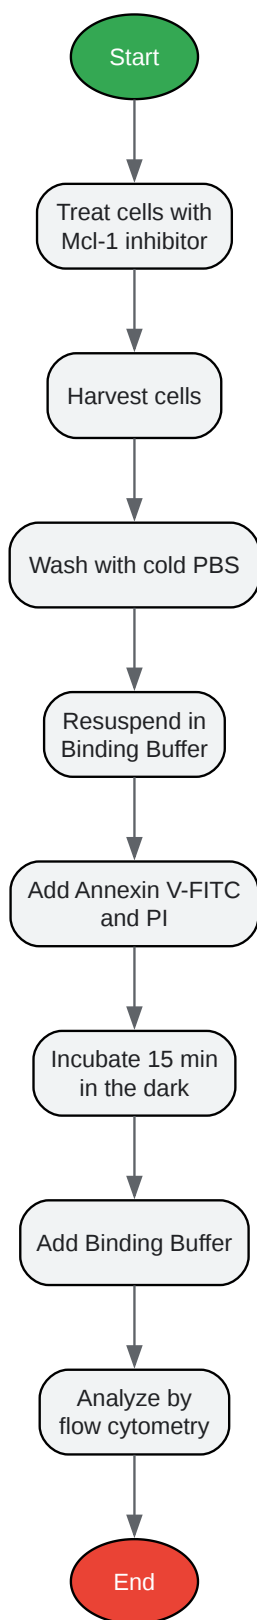 Start
Treat cells with
Mcl-1 inhibitor
Harvest cells
Wash with cold PBS
Resuspend in
Binding Buffer
Add Annexin V-FITC
and PI
Incubate 15 min
in the dark
Add Binding Buffer
Analyze by
flow cytometry
End